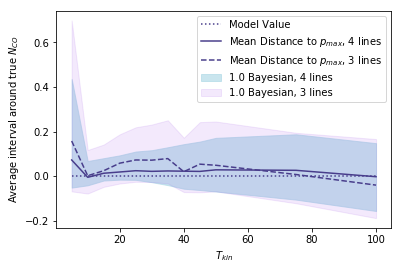 Model Value
Mean Distance to p_max, 4 lines
Mean Distance to p_max, 3 lines
1.0 Bayesian, 4 lines
1.0 Bayesian, 3 lines
Average interval around true N_CO
0.6
0.4
0.2
0.0
−0.2
20
40
60
80
100
T_kin